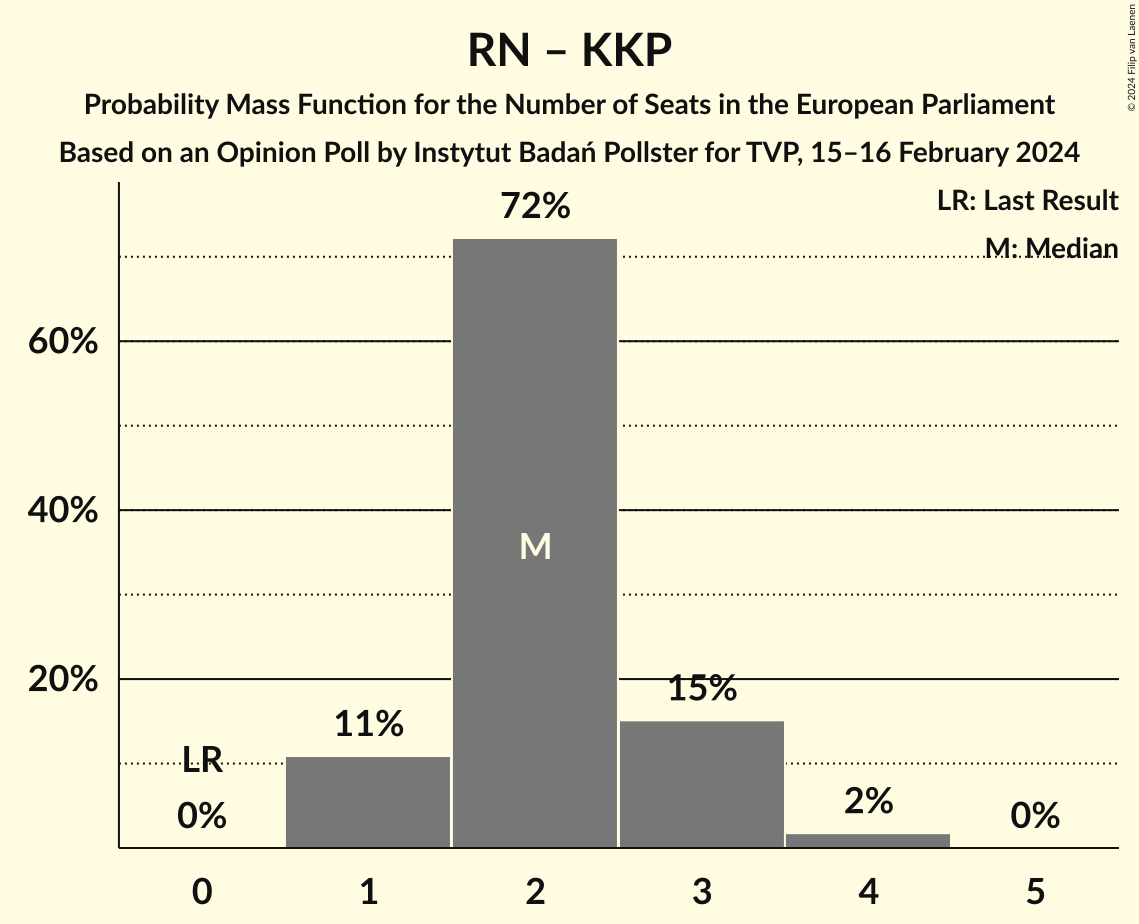 RN – KKP
Probability Mass Function for the Number of Seats in the European Parliament
Based on an Opinion Poll by Instytut Badań Pollster for TVP, 15–16 February 2024
© 2024 Filip van Laenen
LR: Last Result
M: Median
72%
60%
40%
M
20%
15%
11%
LR
2%
0%
0%
0 1 2 3 4 5